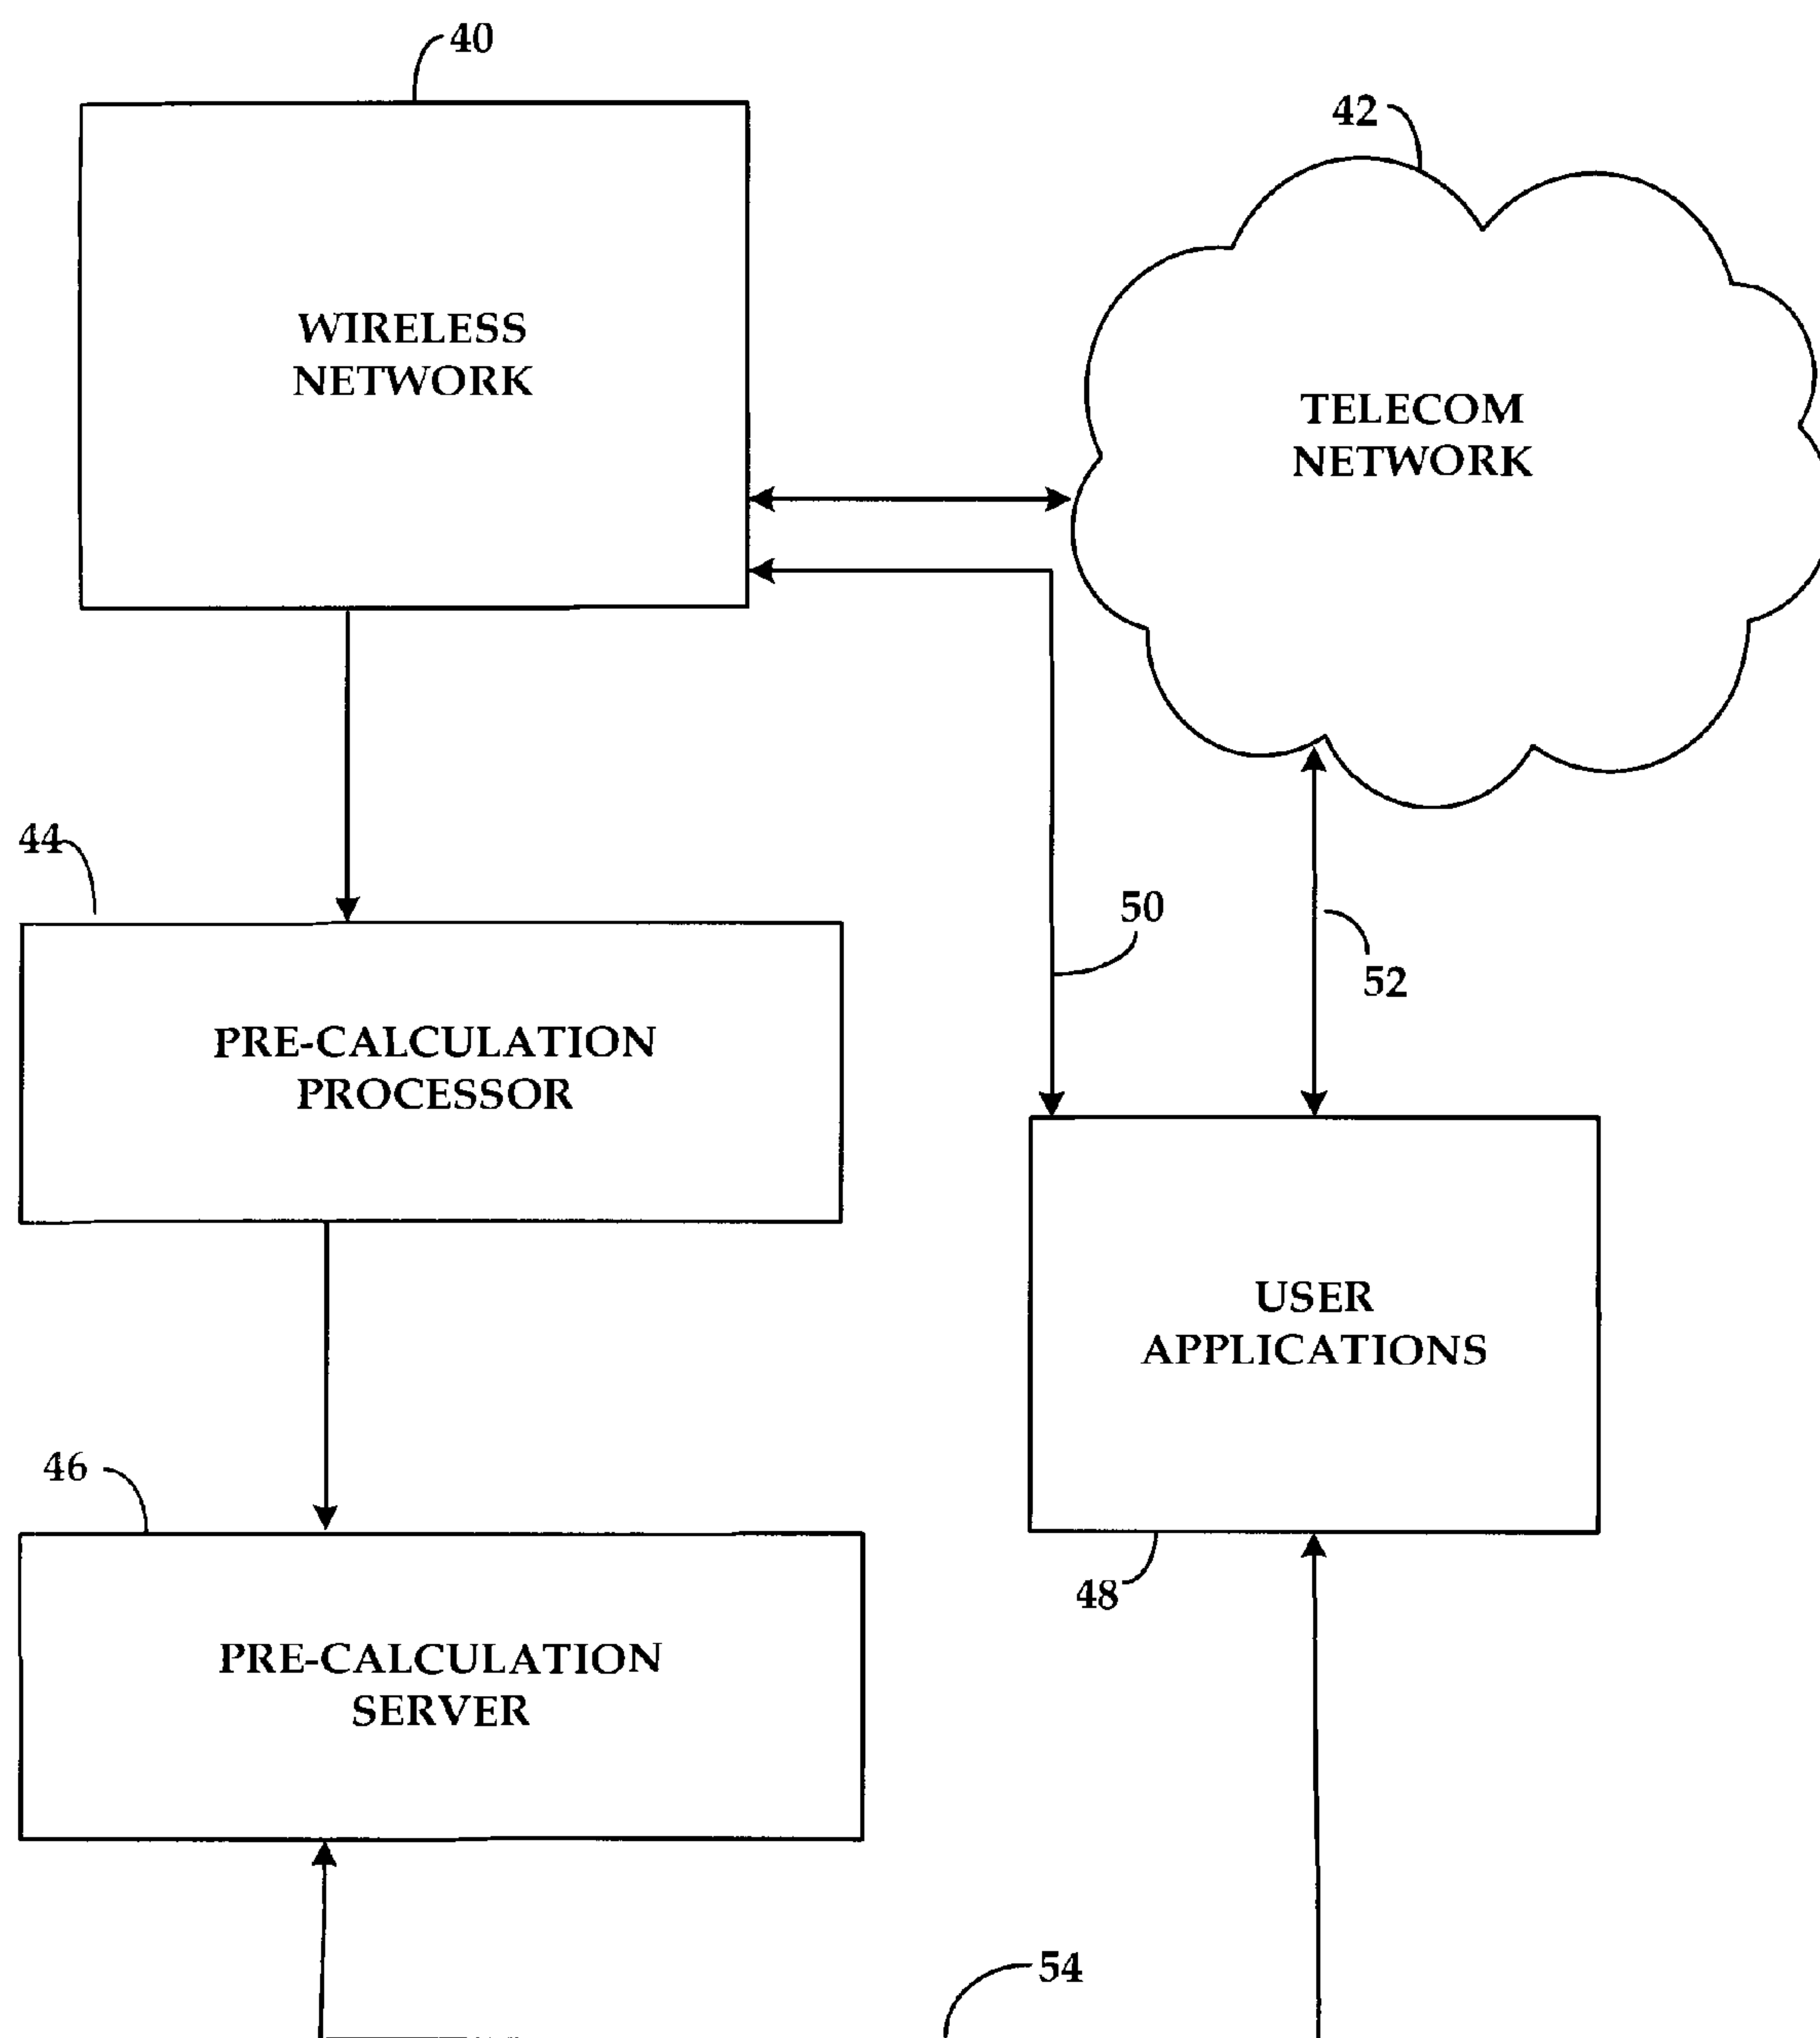 40
42
WIRELESS
NETWORK
TELECOM
NETWORK
44
50
52
PRE-CALCULATION
PROCESSOR
USER
APPLICATIONS
46
48
PRE-CALCULATION
SERVER
54